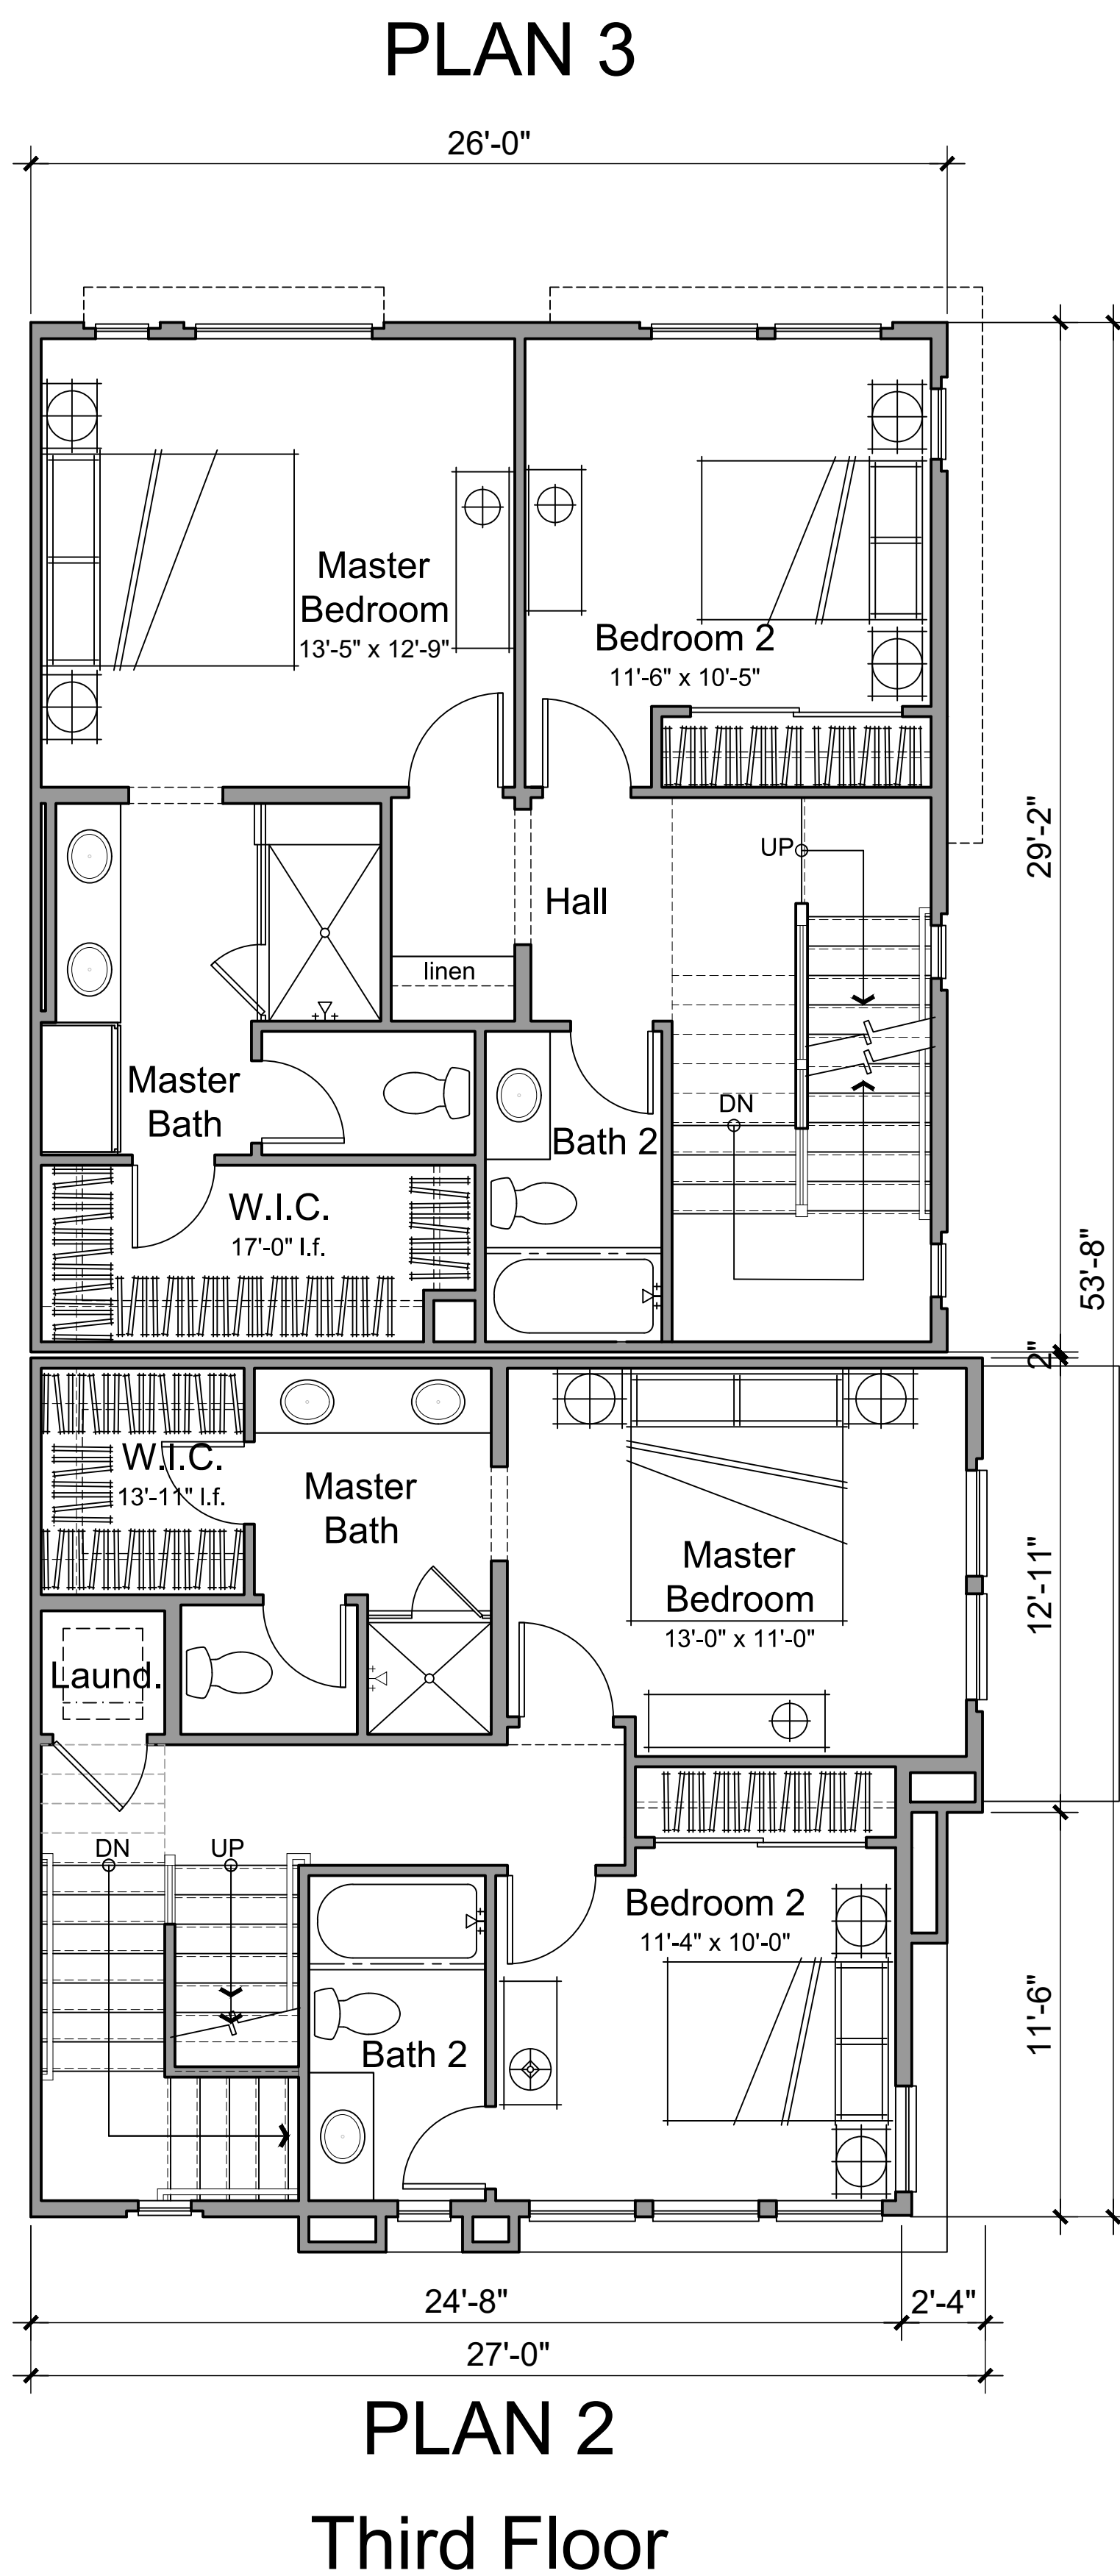 PLAN 3
26'-0"
Master
Bedroom
13'-5" x 12'-9"
Bedroom 2
11'-6" x 10'-5"
29'-2"
UP
Hall
linen
Master
Bath
DN
Bath 2
W.I.C.
17'-0" l.f.
53'-8"
2"
W.I.C.
13'-11" l.f.
Master
Bath
Master
Bedroom
13'-0" x 11'-0"
12'-11"
Laund.
DN
UP
Bedroom 2
11'-4" x 10'-0"
Bath 2
11'-6"
24'-8"
2'-4"
27'-0"
PLAN 2
Third Floor